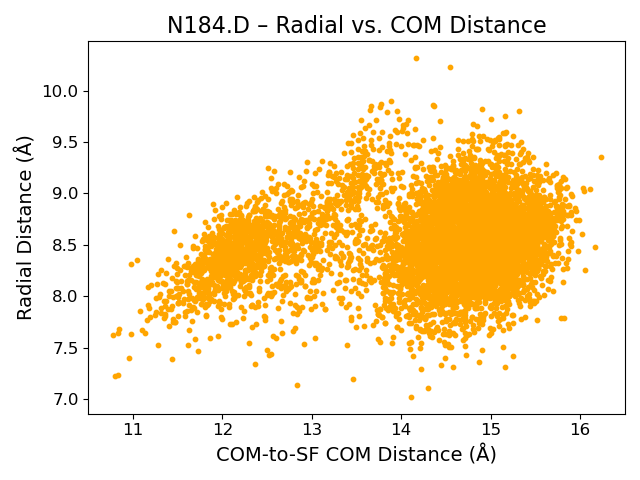 N184.D – Radial vs. COM Distance
Radial Distance (Å)
10.0
9.5
9.0
8.5
8.0
7.5
7.0
11 12 13 14 15 16
COM-to-SF COM Distance (Å)